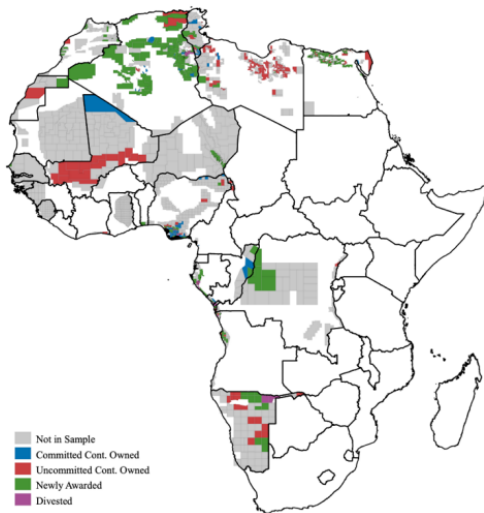 Not in Sample
Committed Cont. Owned
Uncommitted Cont. Owned
Newly Awarded
Divested